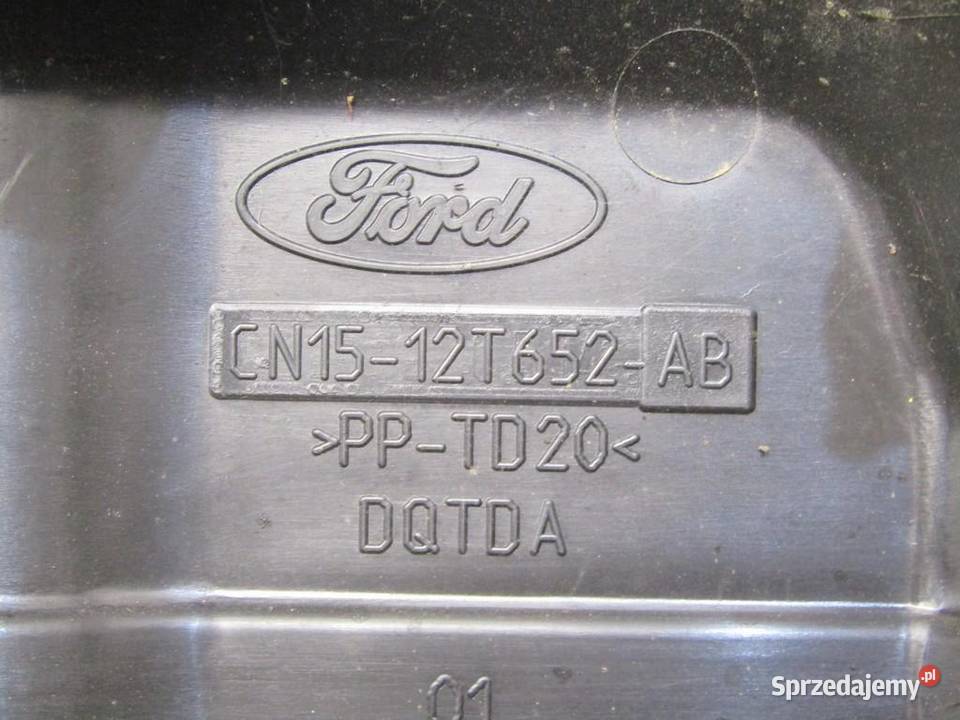 Ford
CN15-12T652-AB
>PP-TD20<
DQTDA
01
Sprzedajemy.pl